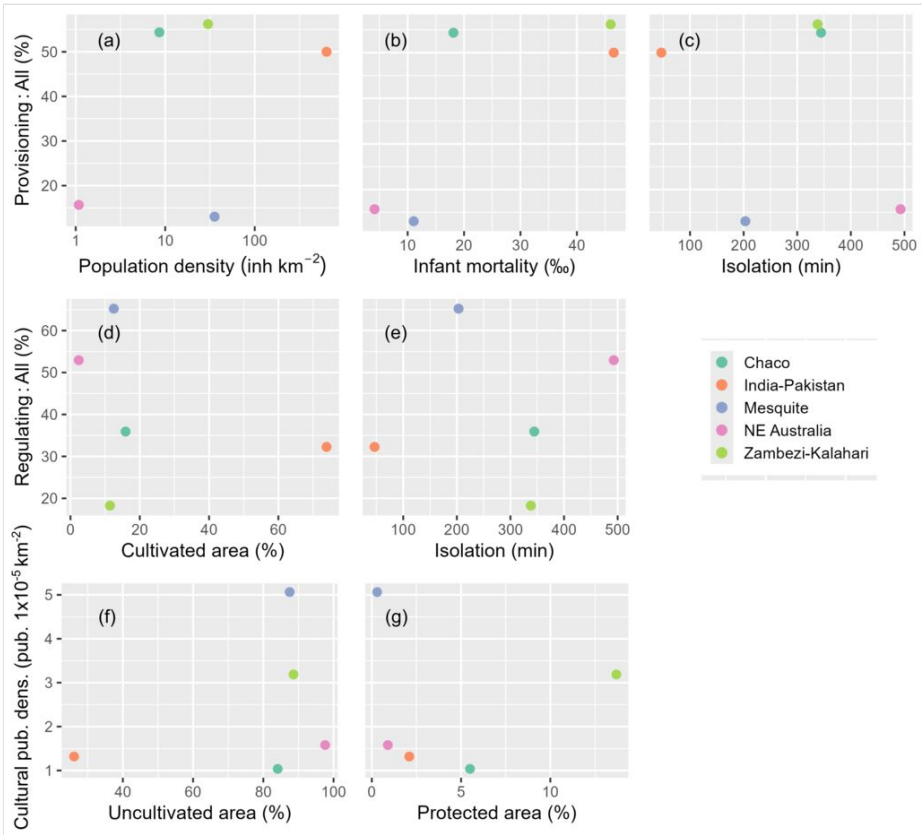 Provisioning: All (%)
(a)
(b)
(c)
50
40
30
20
1 10 100
10 20 30 40
100 200 300 400 500
Population density (inh km⁻²)
Infant mortality (‰)
Isolation (min)
Regulating: All (%)
(d)
(e)
60
50
40
30
20
0 20 40 60
100 200 300 400 500
Cultivated area (%)
Isolation (min)
Chaco
India-Pakistan
Mesquite
NE Australia
Zambezi-Kalahari
Cultural pub. dens. (pub. 1x10⁻⁵ km⁻²)
(f)
(g)
5
4
3
2
1
40 60 80 100
0 5 10
Uncultivated area (%)
Protected area (%)